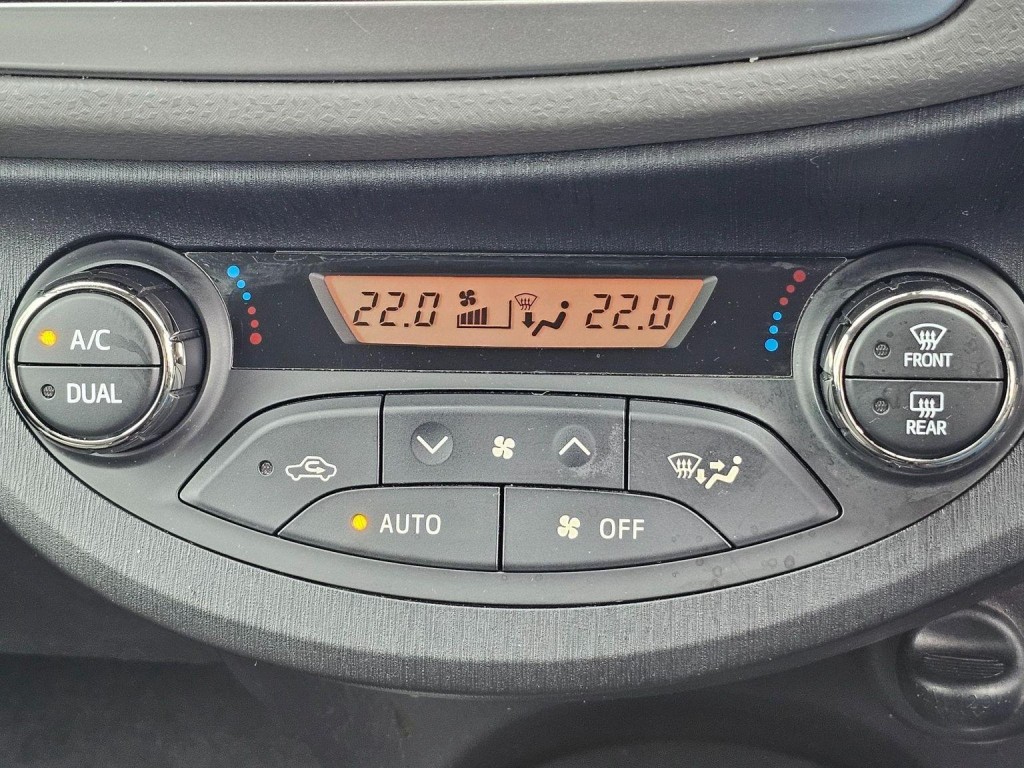 22.0 22.0
A/C
DUAL
FRONT
REAR
AUTO
OFF